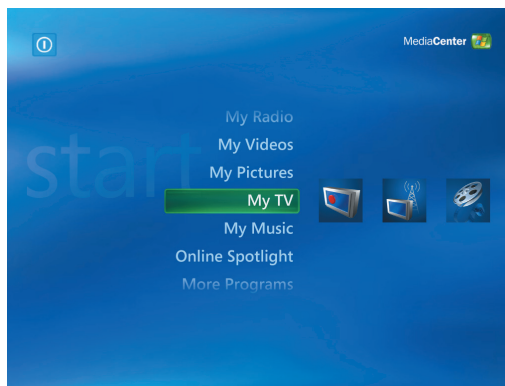 MediaCenter
start
My Radio
My Videos
My Pictures
My TV
My Music
Online Spotlight
More Programs